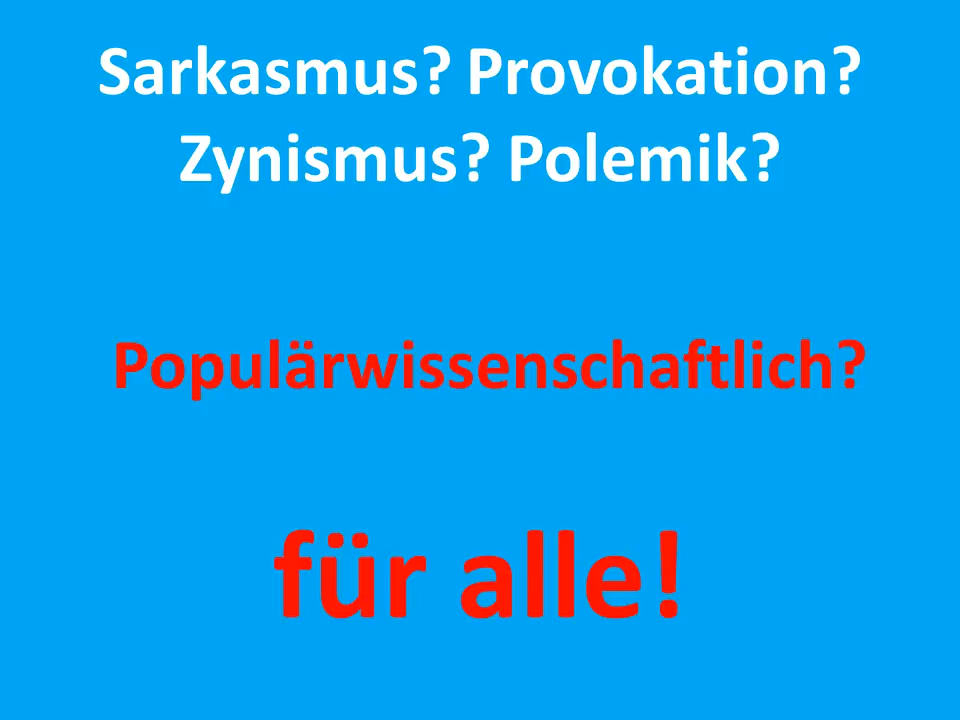 Sarkasmus? Provokation?
Zynismus? Polemik?
Populärwissenschaftlich?
für alle!